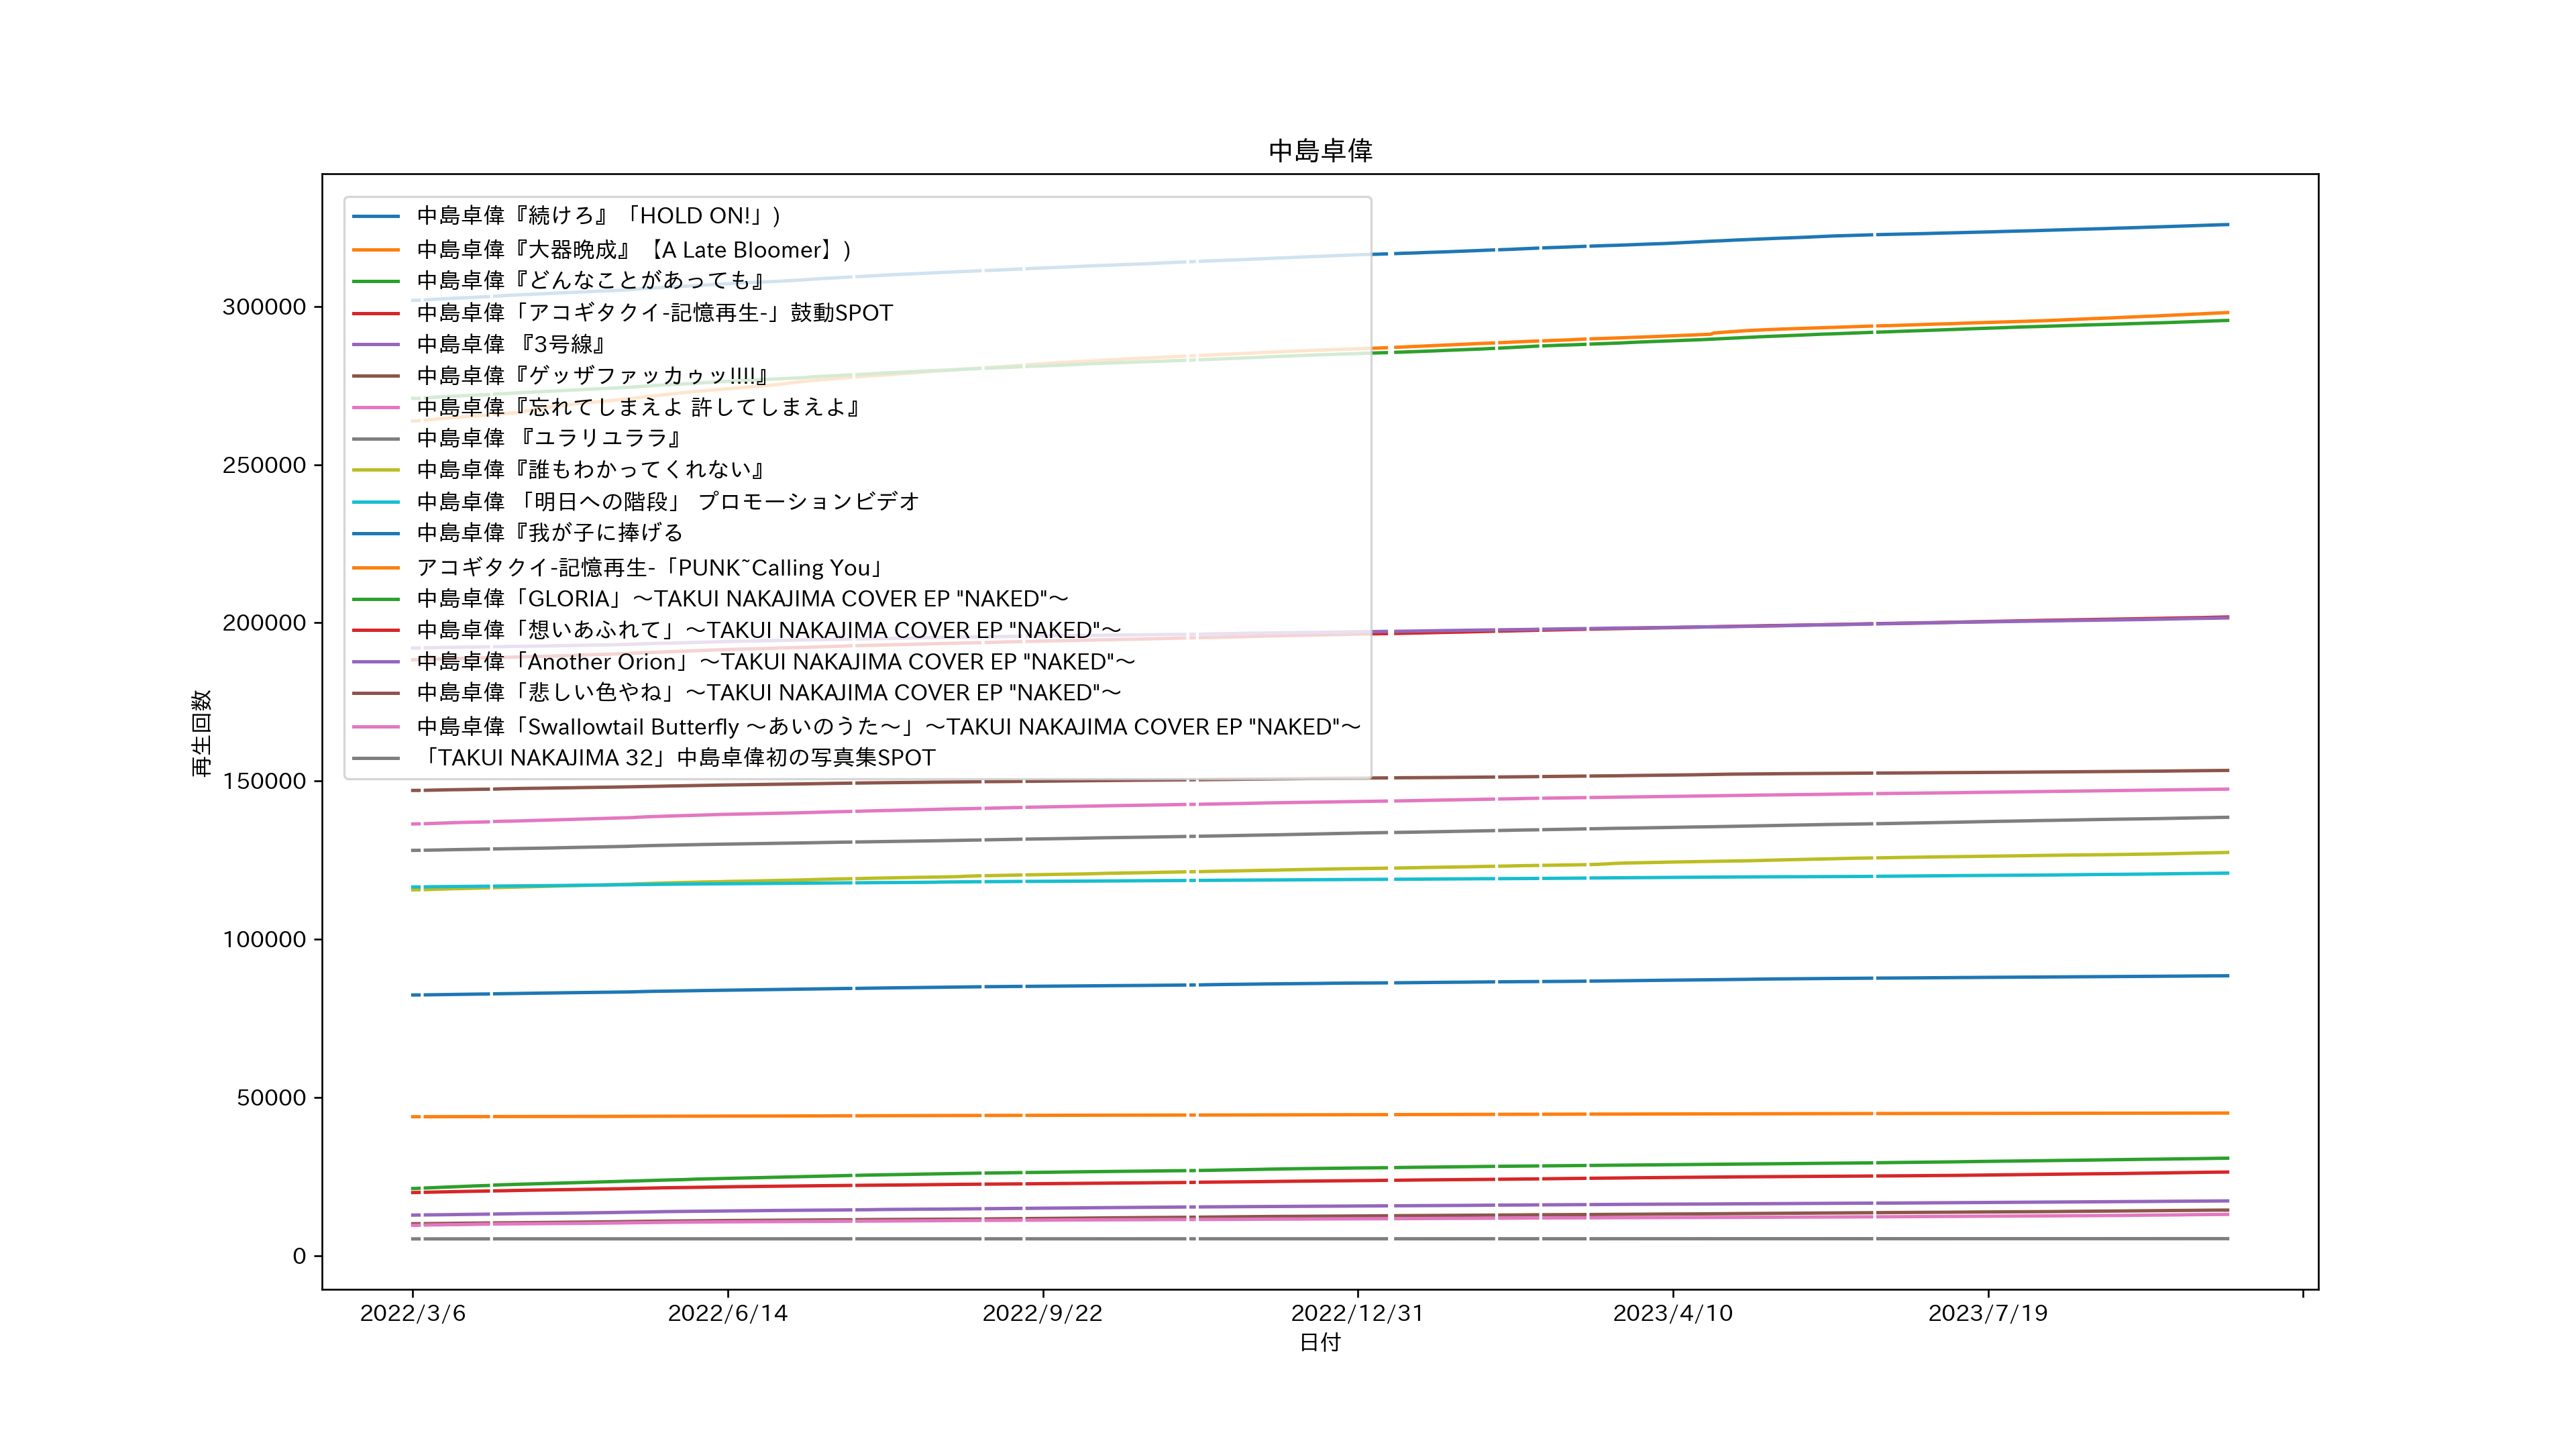 中島卓偉
中島卓偉『続けろ』「HOLD ON!」)
中島卓偉『大器晩成』【A Late Bloomer】)
中島卓偉『どんなことがあっても』
中島卓偉「アコギタクイ-記憶再生-」鼓動SPOT
中島卓偉 『3号線』
中島卓偉『ゲッザファッカゥッ!!!!』
中島卓偉『忘れてしまえよ 許してしまえよ』
中島卓偉 『ユラリユララ』
中島卓偉『誰もわかってくれない』
中島卓偉 「明日への階段」 プロモーションビデオ
中島卓偉『我が子に捧げる
アコギタクイ-記憶再生-「PUNK~Calling You」
中島卓偉「GLORIA」〜TAKUI NAKAJIMA COVER EP "NAKED"〜
中島卓偉「想いあふれて」〜TAKUI NAKAJIMA COVER EP "NAKED"〜
中島卓偉「Another Orion」〜TAKUI NAKAJIMA COVER EP "NAKED"〜
中島卓偉「悲しい色やね」〜TAKUI NAKAJIMA COVER EP "NAKED"〜
中島卓偉「Swallowtail Butterfly 〜あいのうた〜」〜TAKUI NAKAJIMA COVER EP "NAKED"〜
「TAKUI NAKAJIMA 32」中島卓偉初の写真集SPOT
再生回数
300000
250000
200000
150000
100000
50000
0
2022/3/6
2022/6/14
2022/9/22
2022/12/31
2023/4/10
2023/7/19
日付